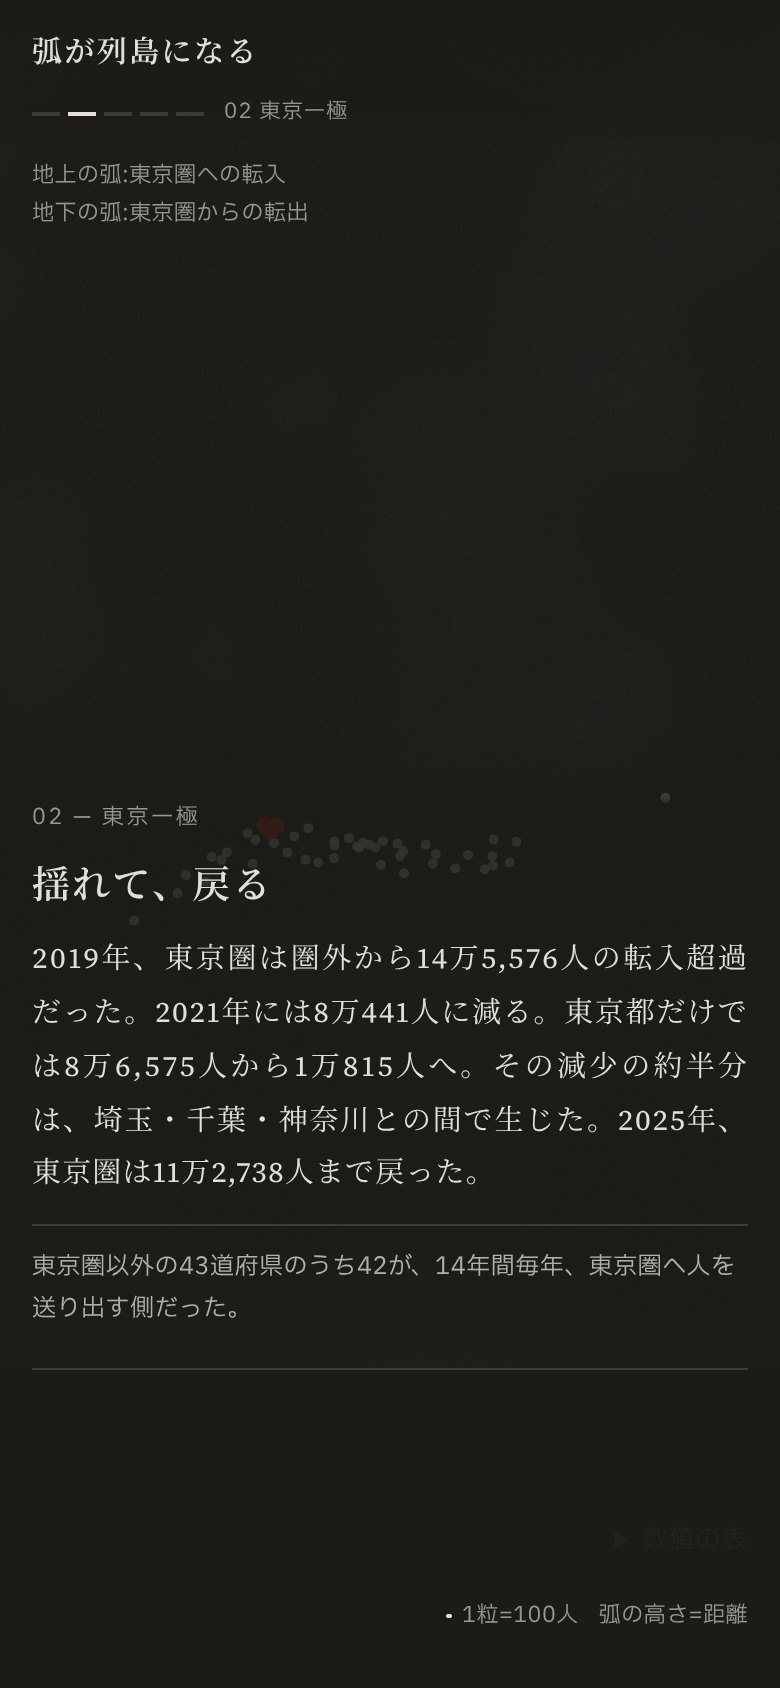 弧が列島になる
02 東京一極
地上の弧:東京圏への転入
地下の弧:東京圏からの転出
02 — 東京一極
揺れて、戻る
2019年、東京圏は圏外から14万5,576人の転入超過
だった。2021年には8万441人に減る。東京都だけで
は8万6,575人から1万815人へ。その減少の約半分
は、埼玉・千葉・神奈川との間で生じた。2025年、
東京圏は11万2,738人まで戻った。
東京圏以外の43道府県のうち42が、14年間毎年、東京圏へ人を
送り出す側だった。
▶ 数値の表
1粒=100人 弧の高さ=距離